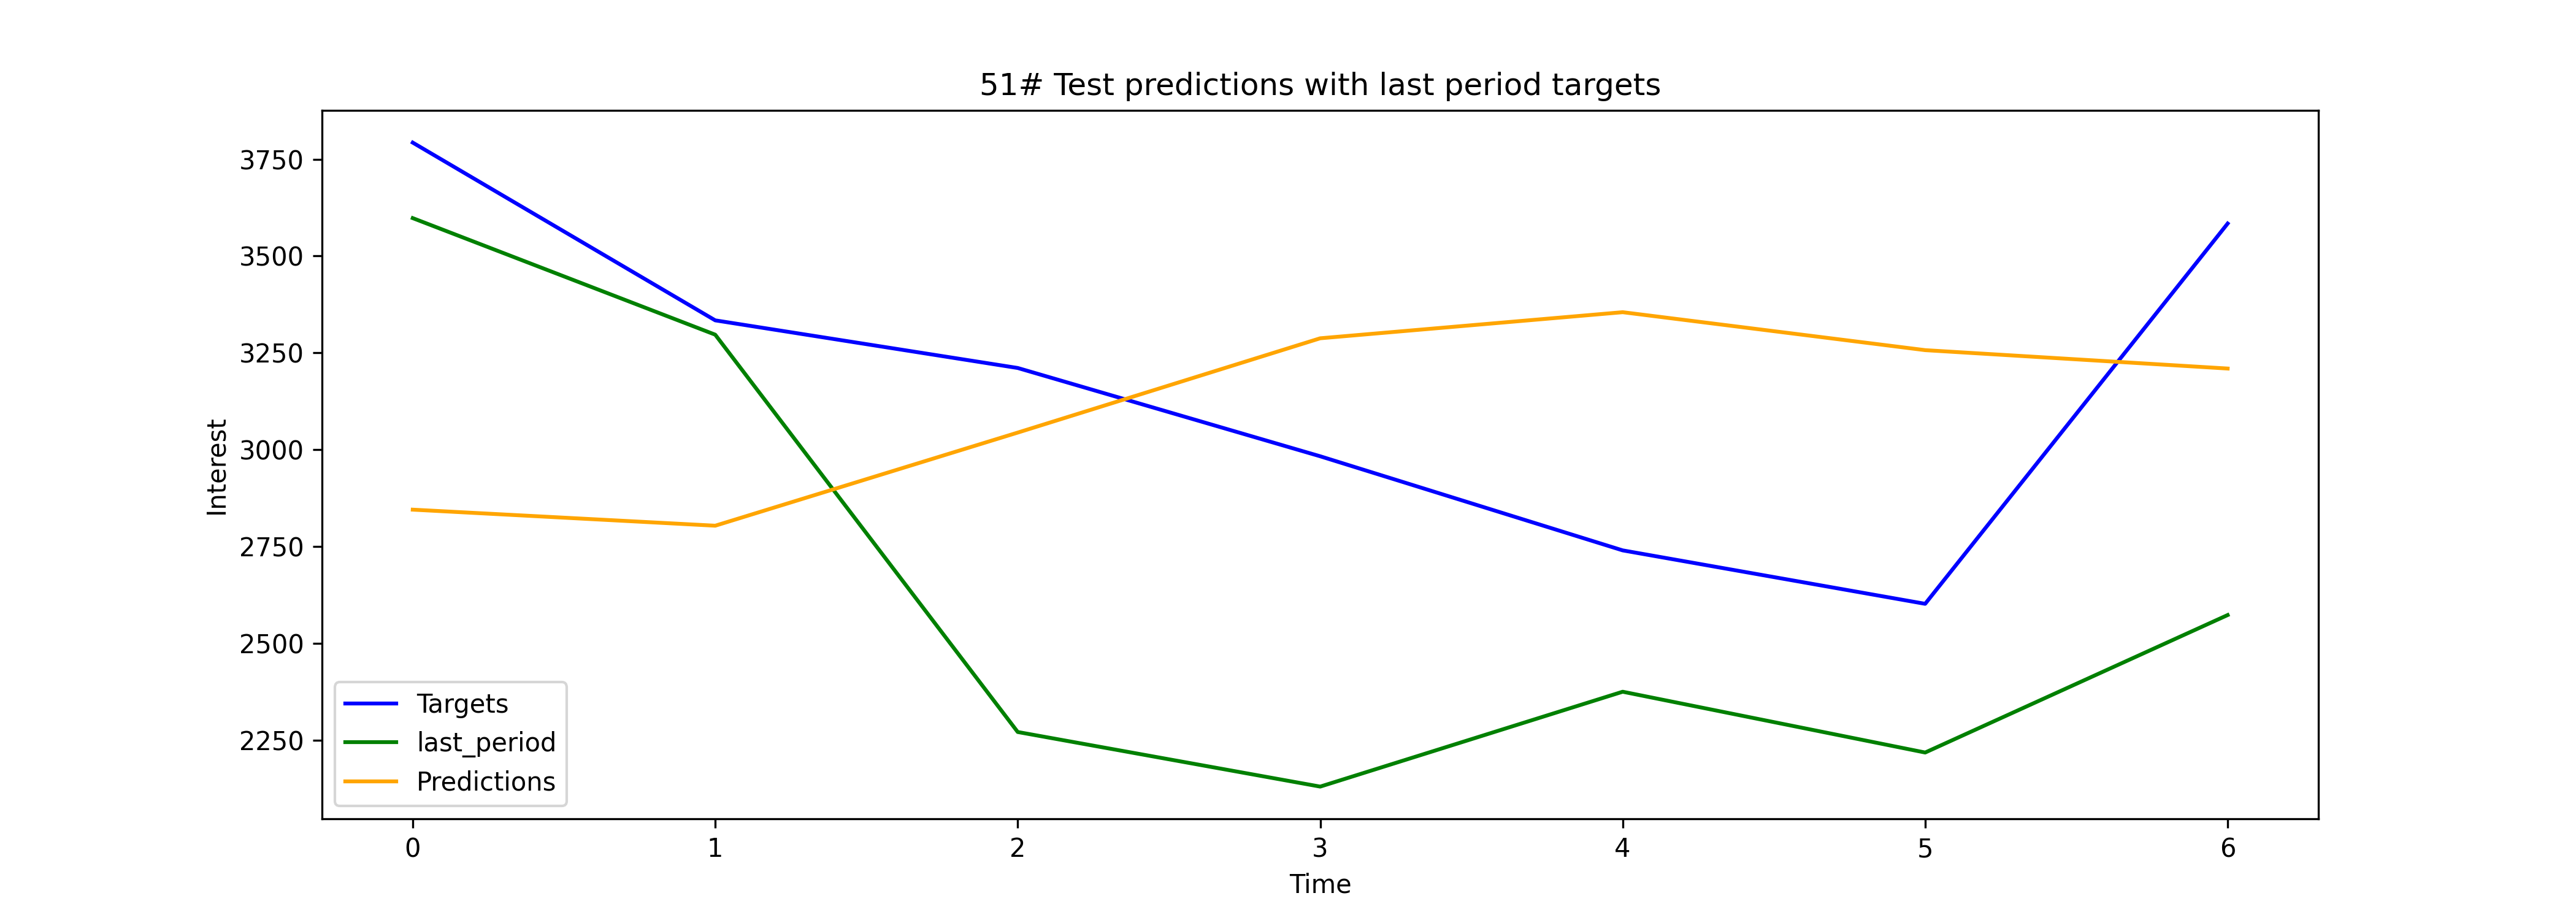 51# Test predictions with last period targets
Interest
3750
3500
3250
3000
2750
2500
2250
Targets
last_period
Predictions
0 1 2 3 4 5 6
Time